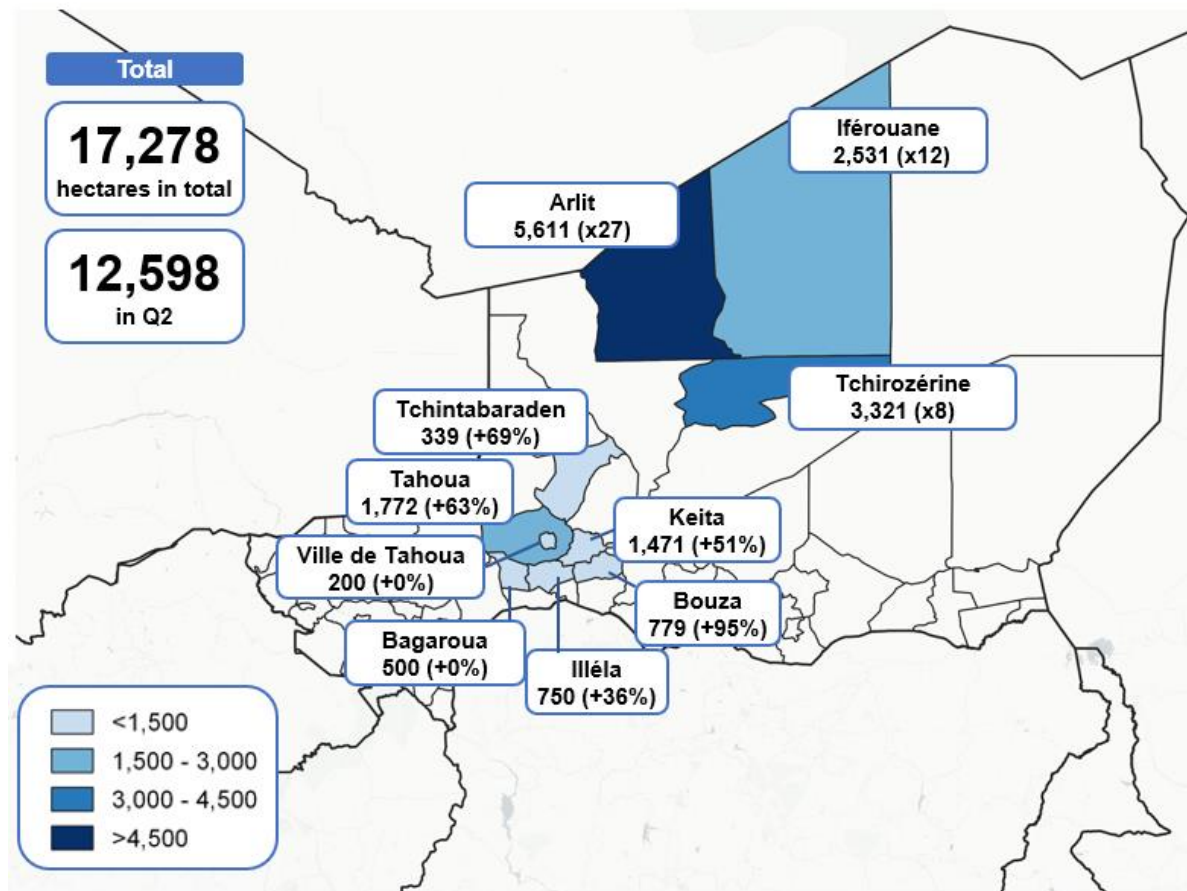 Total
17,278
hectares in total
12,598
in Q2
Iférouane
2,531 (x12)
Arlit
5,611 (x27)
Tchirozérine
3,321 (x8)
Tchintabaraden
339 (+69%)
Tahoua
1,772 (+63%)
Keita
1,471 (+51%)
Ville de Tahoua
200 (+0%)
Bouza
779 (+95%)
Bagaroua
500 (+0%)
Illéla
750 (+36%)
<1,500
1,500 - 3,000
3,000 - 4,500
>4,500